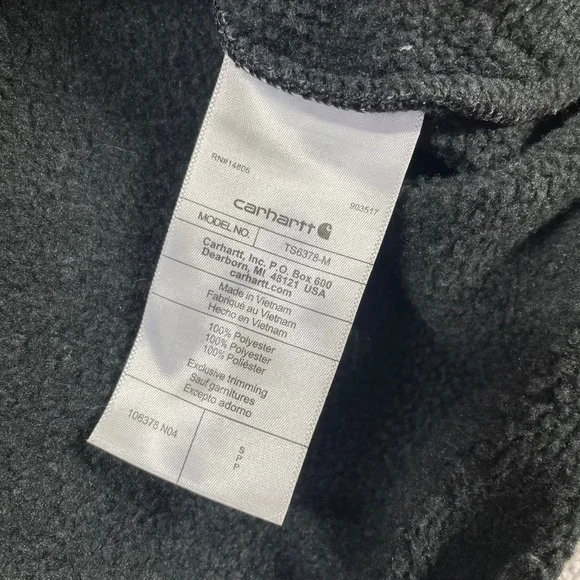 RN#14806
903517
carhartt
MODEL NO. TS6378-M
Carhartt, Inc. P.O. Box 600
Dearborn, MI 48121 USA
carhartt.com
Made in Vietnam
Fabriqué au Vietnam
Hecho en Vietnam
100% Polyester
100% Polyester
100% Poliéster
Exclusive trimming
Sauf garnitures
Excepto adorno
106378 N04
S
P
P